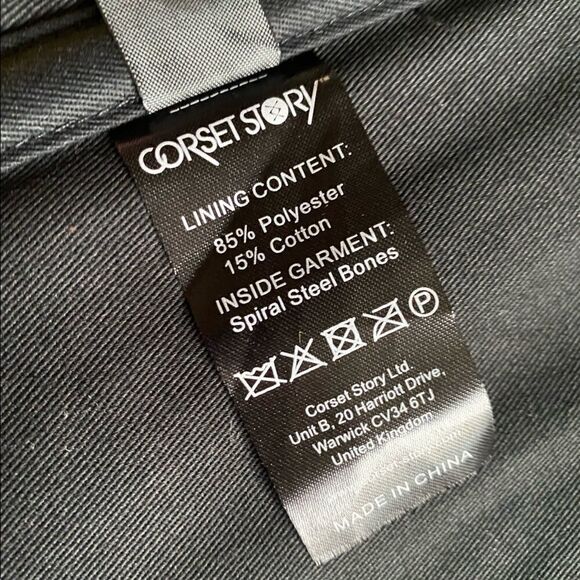 CORSET STORY™
LINING CONTENT:
85% Polyester
15% Cotton
INSIDE GARMENT:
Spiral Steel Bones
P
Corset Story Ltd.
Unit B, 20 Harriott Drive,
Warwick CV34 6TJ
United Kingdom
MADE IN CHINA